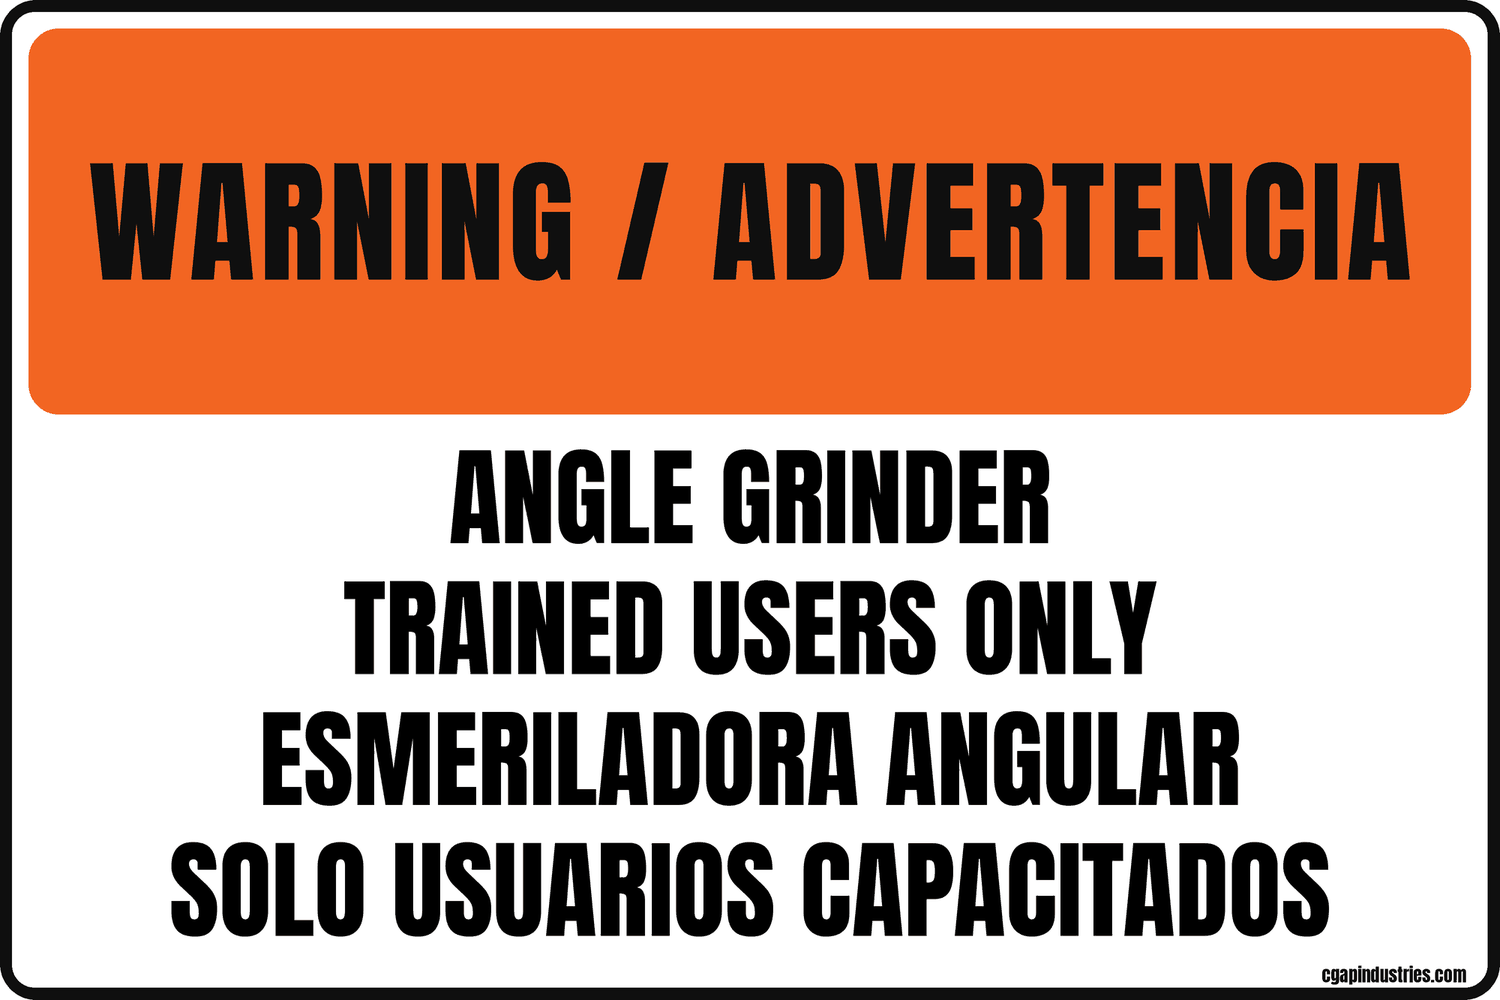 WARNING / ADVERTENCIA
ANGLE GRINDER
TRAINED USERS ONLY
ESMERILADORA ANGULAR
SOLO USUARIOS CAPACITADOS
cgapindustries.com